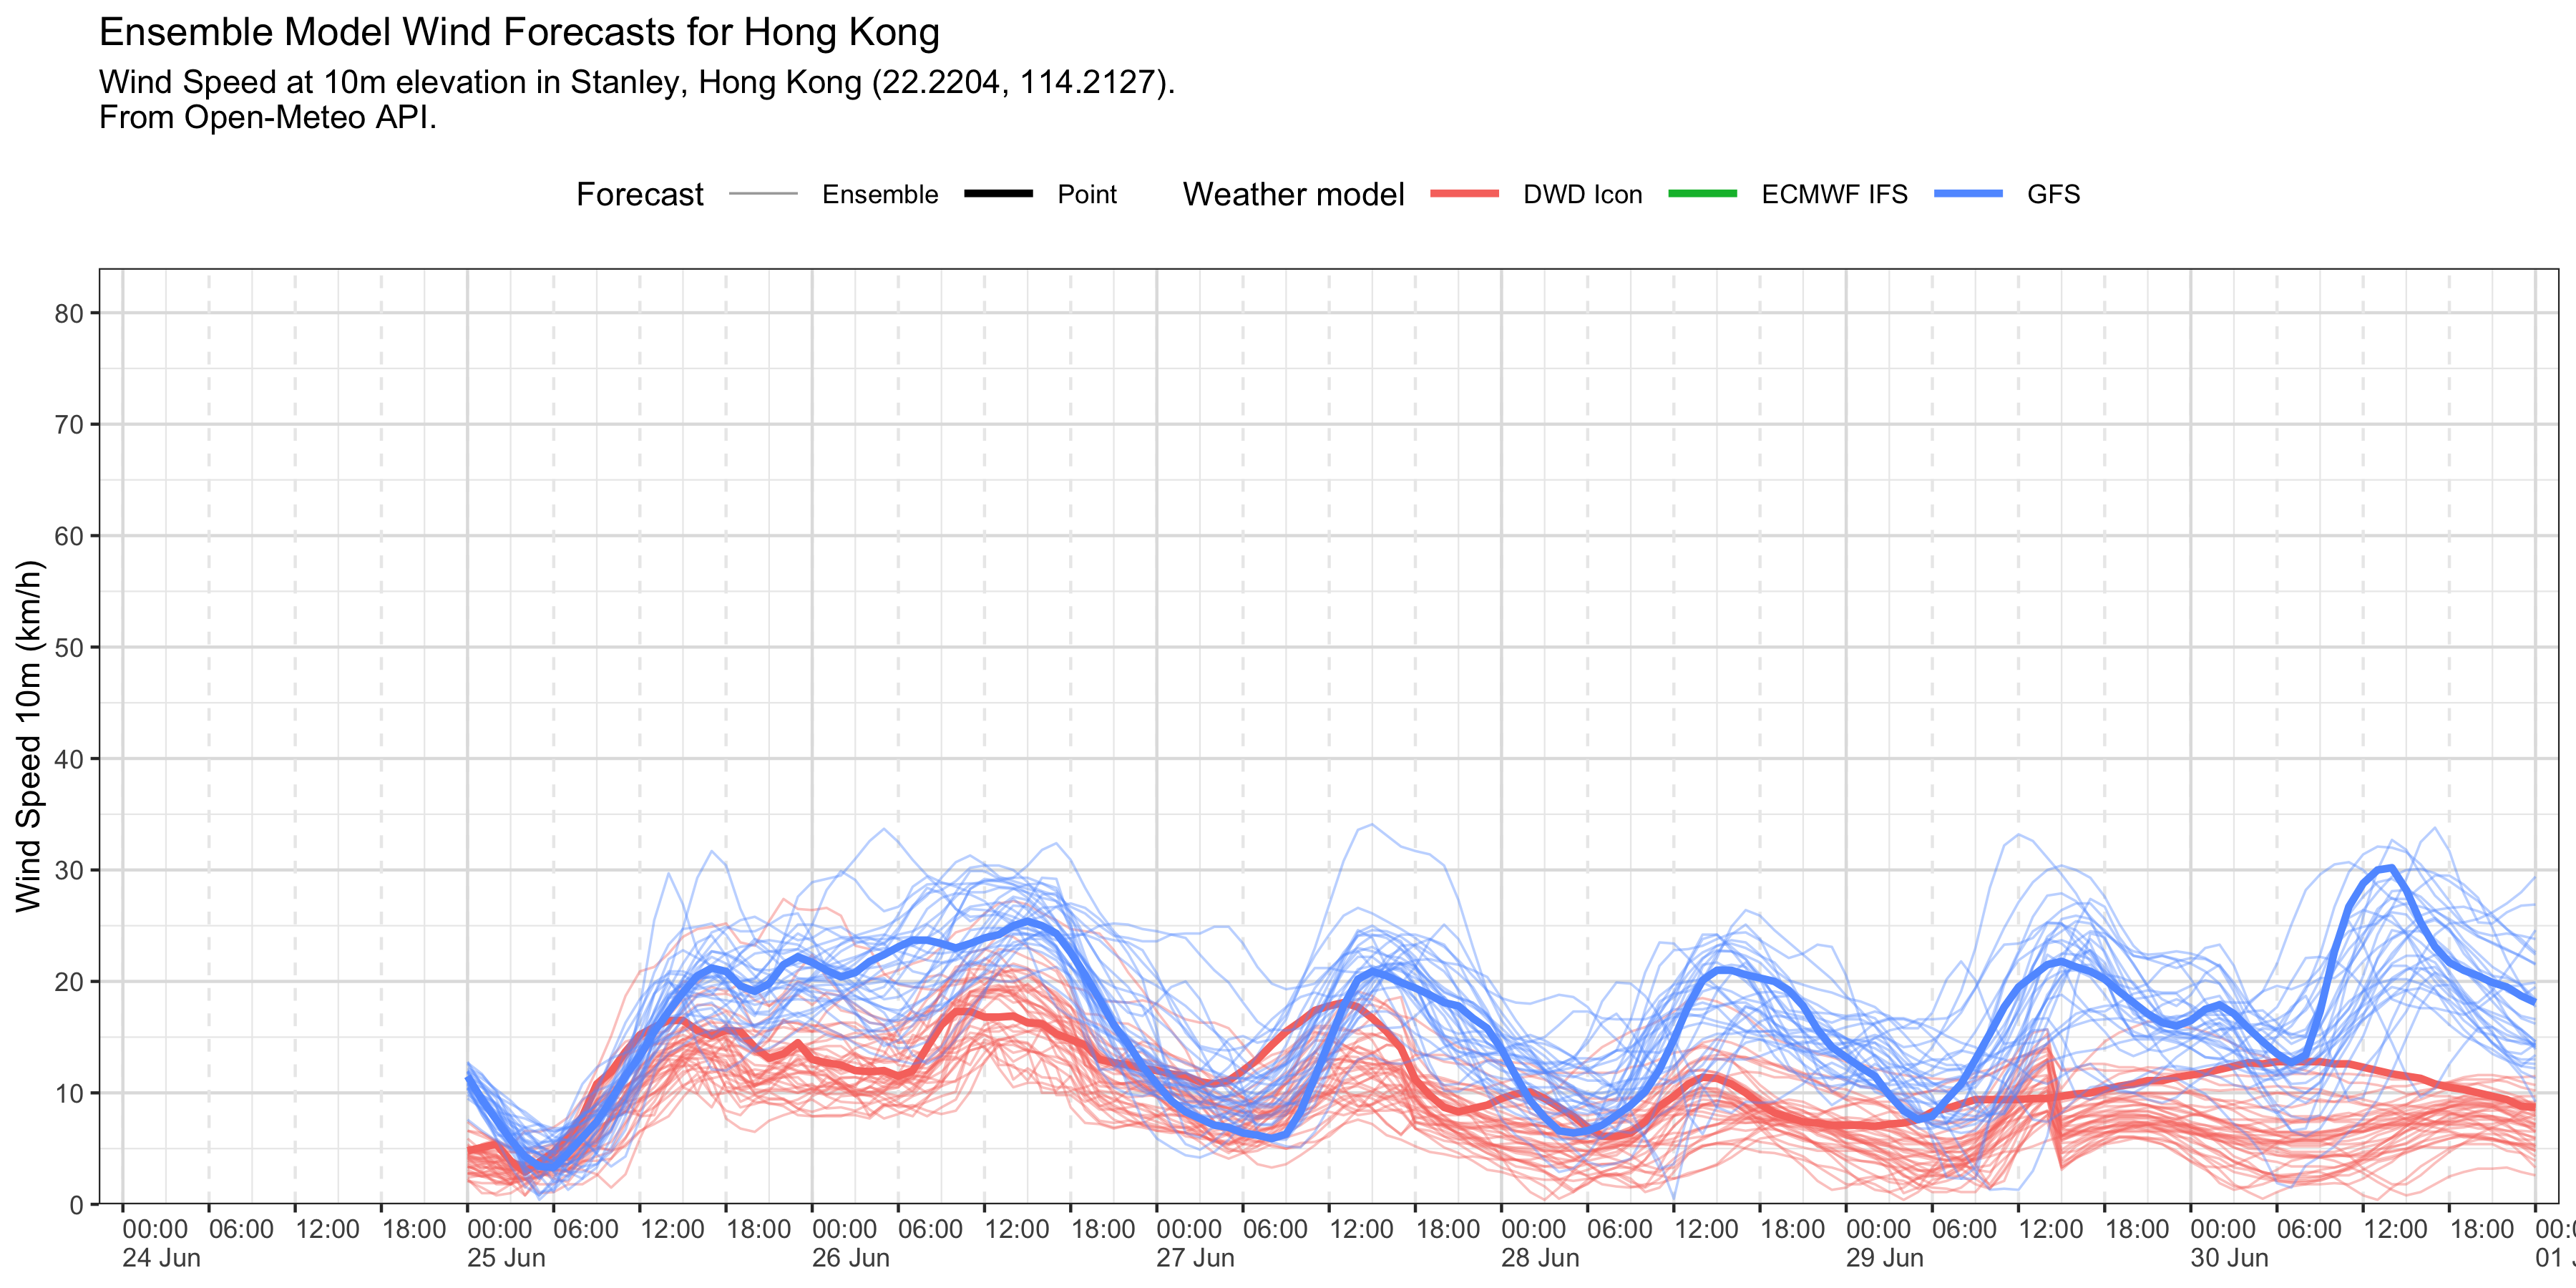 Ensemble Model Wind Forecasts for Hong Kong
Wind Speed at 10m elevation in Stanley, Hong Kong (22.2204, 114.2127).
From Open-Meteo API.
Forecast Ensemble Point Weather model DWD Icon ECMWF IFS GFS
Wind Speed 10m (km/h)
80
70
60
50
40
30
20
10
0
00:00 06:00 12:00 18:00 00:00 06:00 12:00 18:00 00:00 06:00 12:00 18:00 00:00 06:00 12:00 18:00 00:00 06:00 12:00 18:00 00:00 06:00 12:00 18:00 00:00 06:00 12:00 18:00
24 Jun 25 Jun 26 Jun 27 Jun 28 Jun 29 Jun 30 Jun 01